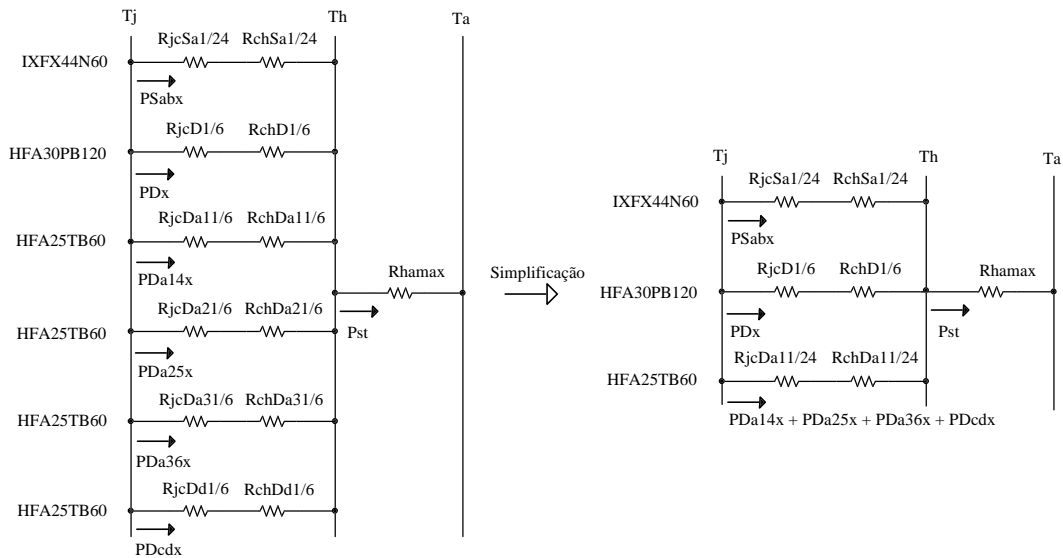 Tj Th Ta
RjcSa1/24 RchSa1/24
IXFX44N60
PSabx
RjcD1/6 RchD1/6
HFA30PB120
PDx
RjcDa11/6 RchDa11/6
HFA25TB60
PDa14x
Rhamax
Pst
RjcDa21/6 RchDa21/6
HFA25TB60
PDa25x
RjcDa31/6 RchDa31/6
HFA25TB60
PDa36x
RjcDd1/6 RchDd1/6
HFA25TB60
PDcdx
Simplificação
Tj Th Ta
RjcSa1/24 RchSa1/24
IXFX44N60
PSabx
RjcD1/6 RchD1/6 Rhamax
HFA30PB120
PDx Pst
RjcDa11/24 RchDa11/24
HFA25TB60
PDa14x + PDa25x + PDa36x + PDcdx